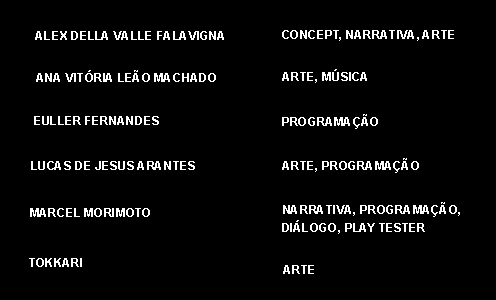 ALEX DELLA VALLE FALAVIGNA CONCEPT, NARRATIVA, ARTE
ANA VITÓRIA LEÃO MACHADO ARTE, MÚSICA
EULLER FERNANDES PROGRAMAÇÃO
LUCAS DE JESUS ARANTES ARTE, PROGRAMAÇÃO
MARCEL MORIMOTO NARRATIVA, PROGRAMAÇÃO,
DIÁLOGO, PLAY TESTER
TOKKARI ARTE